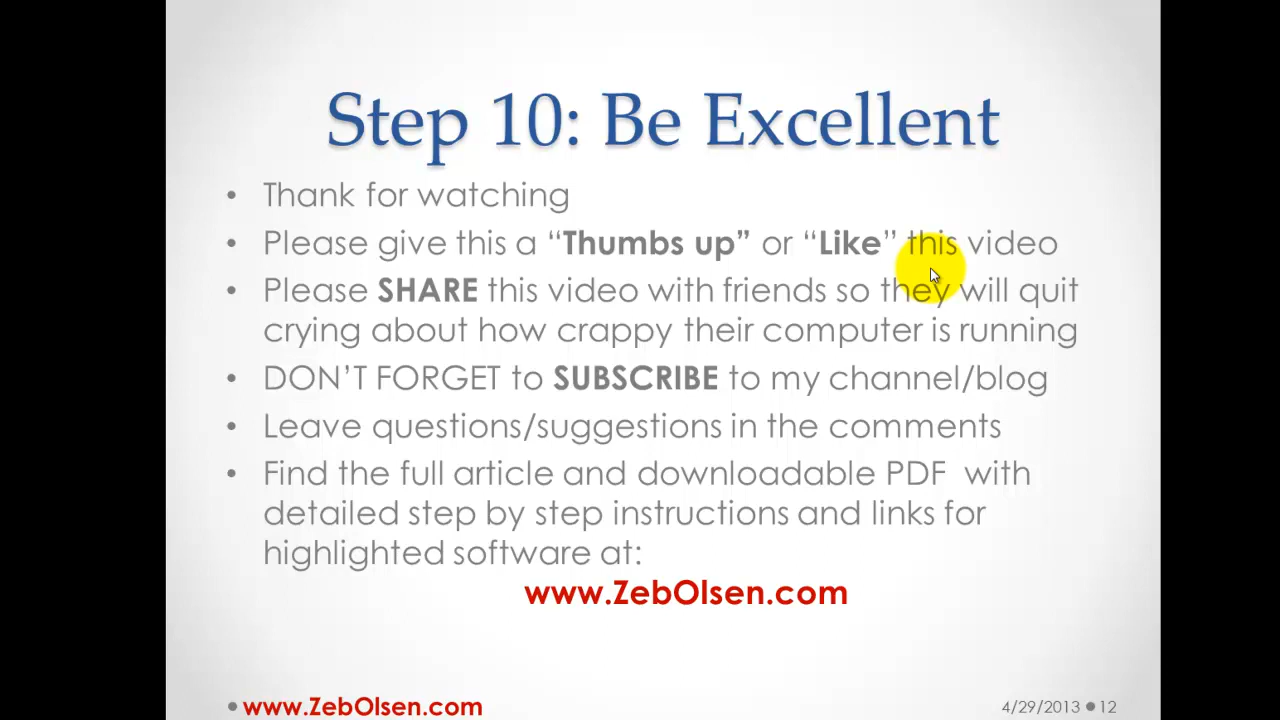 Step 10: Be Excellent
• Thank for watching
• Please give this a “Thumbs up” or “Like” this video
• Please SHARE this video with friends so they will quit
crying about how crappy their computer is running
• DON’T FORGET to SUBSCRIBE to my channel/blog
• Leave questions/suggestions in the comments
• Find the full article and downloadable PDF  with
detailed step by step instructions and links for
highlighted software at:
www.ZebOlsen.com
• www.ZebOlsen.com
4/29/2013 • 12